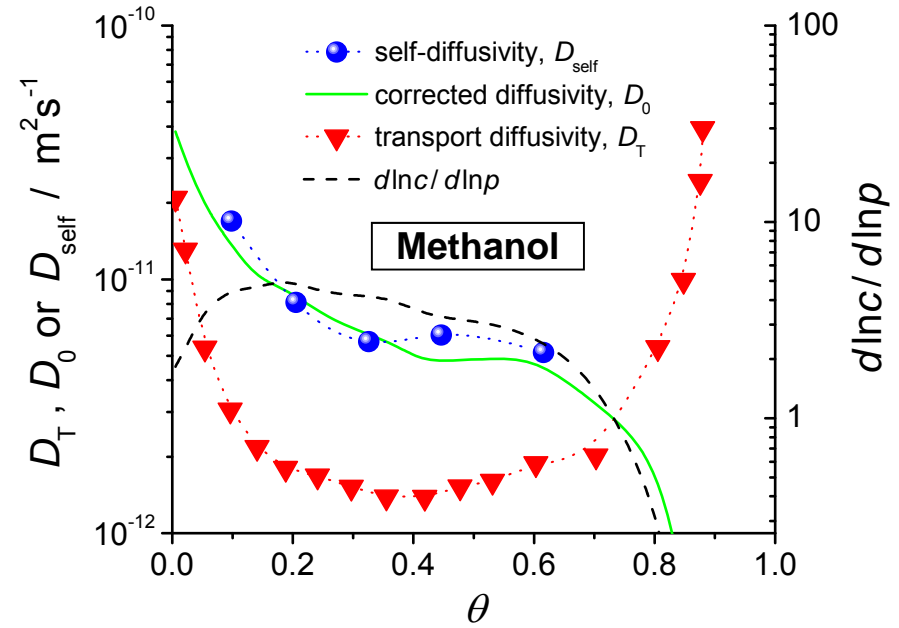 self-diffusivity, D_self
corrected diffusivity, D_0
transport diffusivity, D_T
dlnc/ dlnp
Methanol
D_T, D_0 or D_self / m²s⁻¹
10⁻¹⁰
10⁻¹¹
10⁻¹²
100
10
1
dlnc/ dlnp
0.0 0.2 0.4 0.6 0.8 1.0
θ